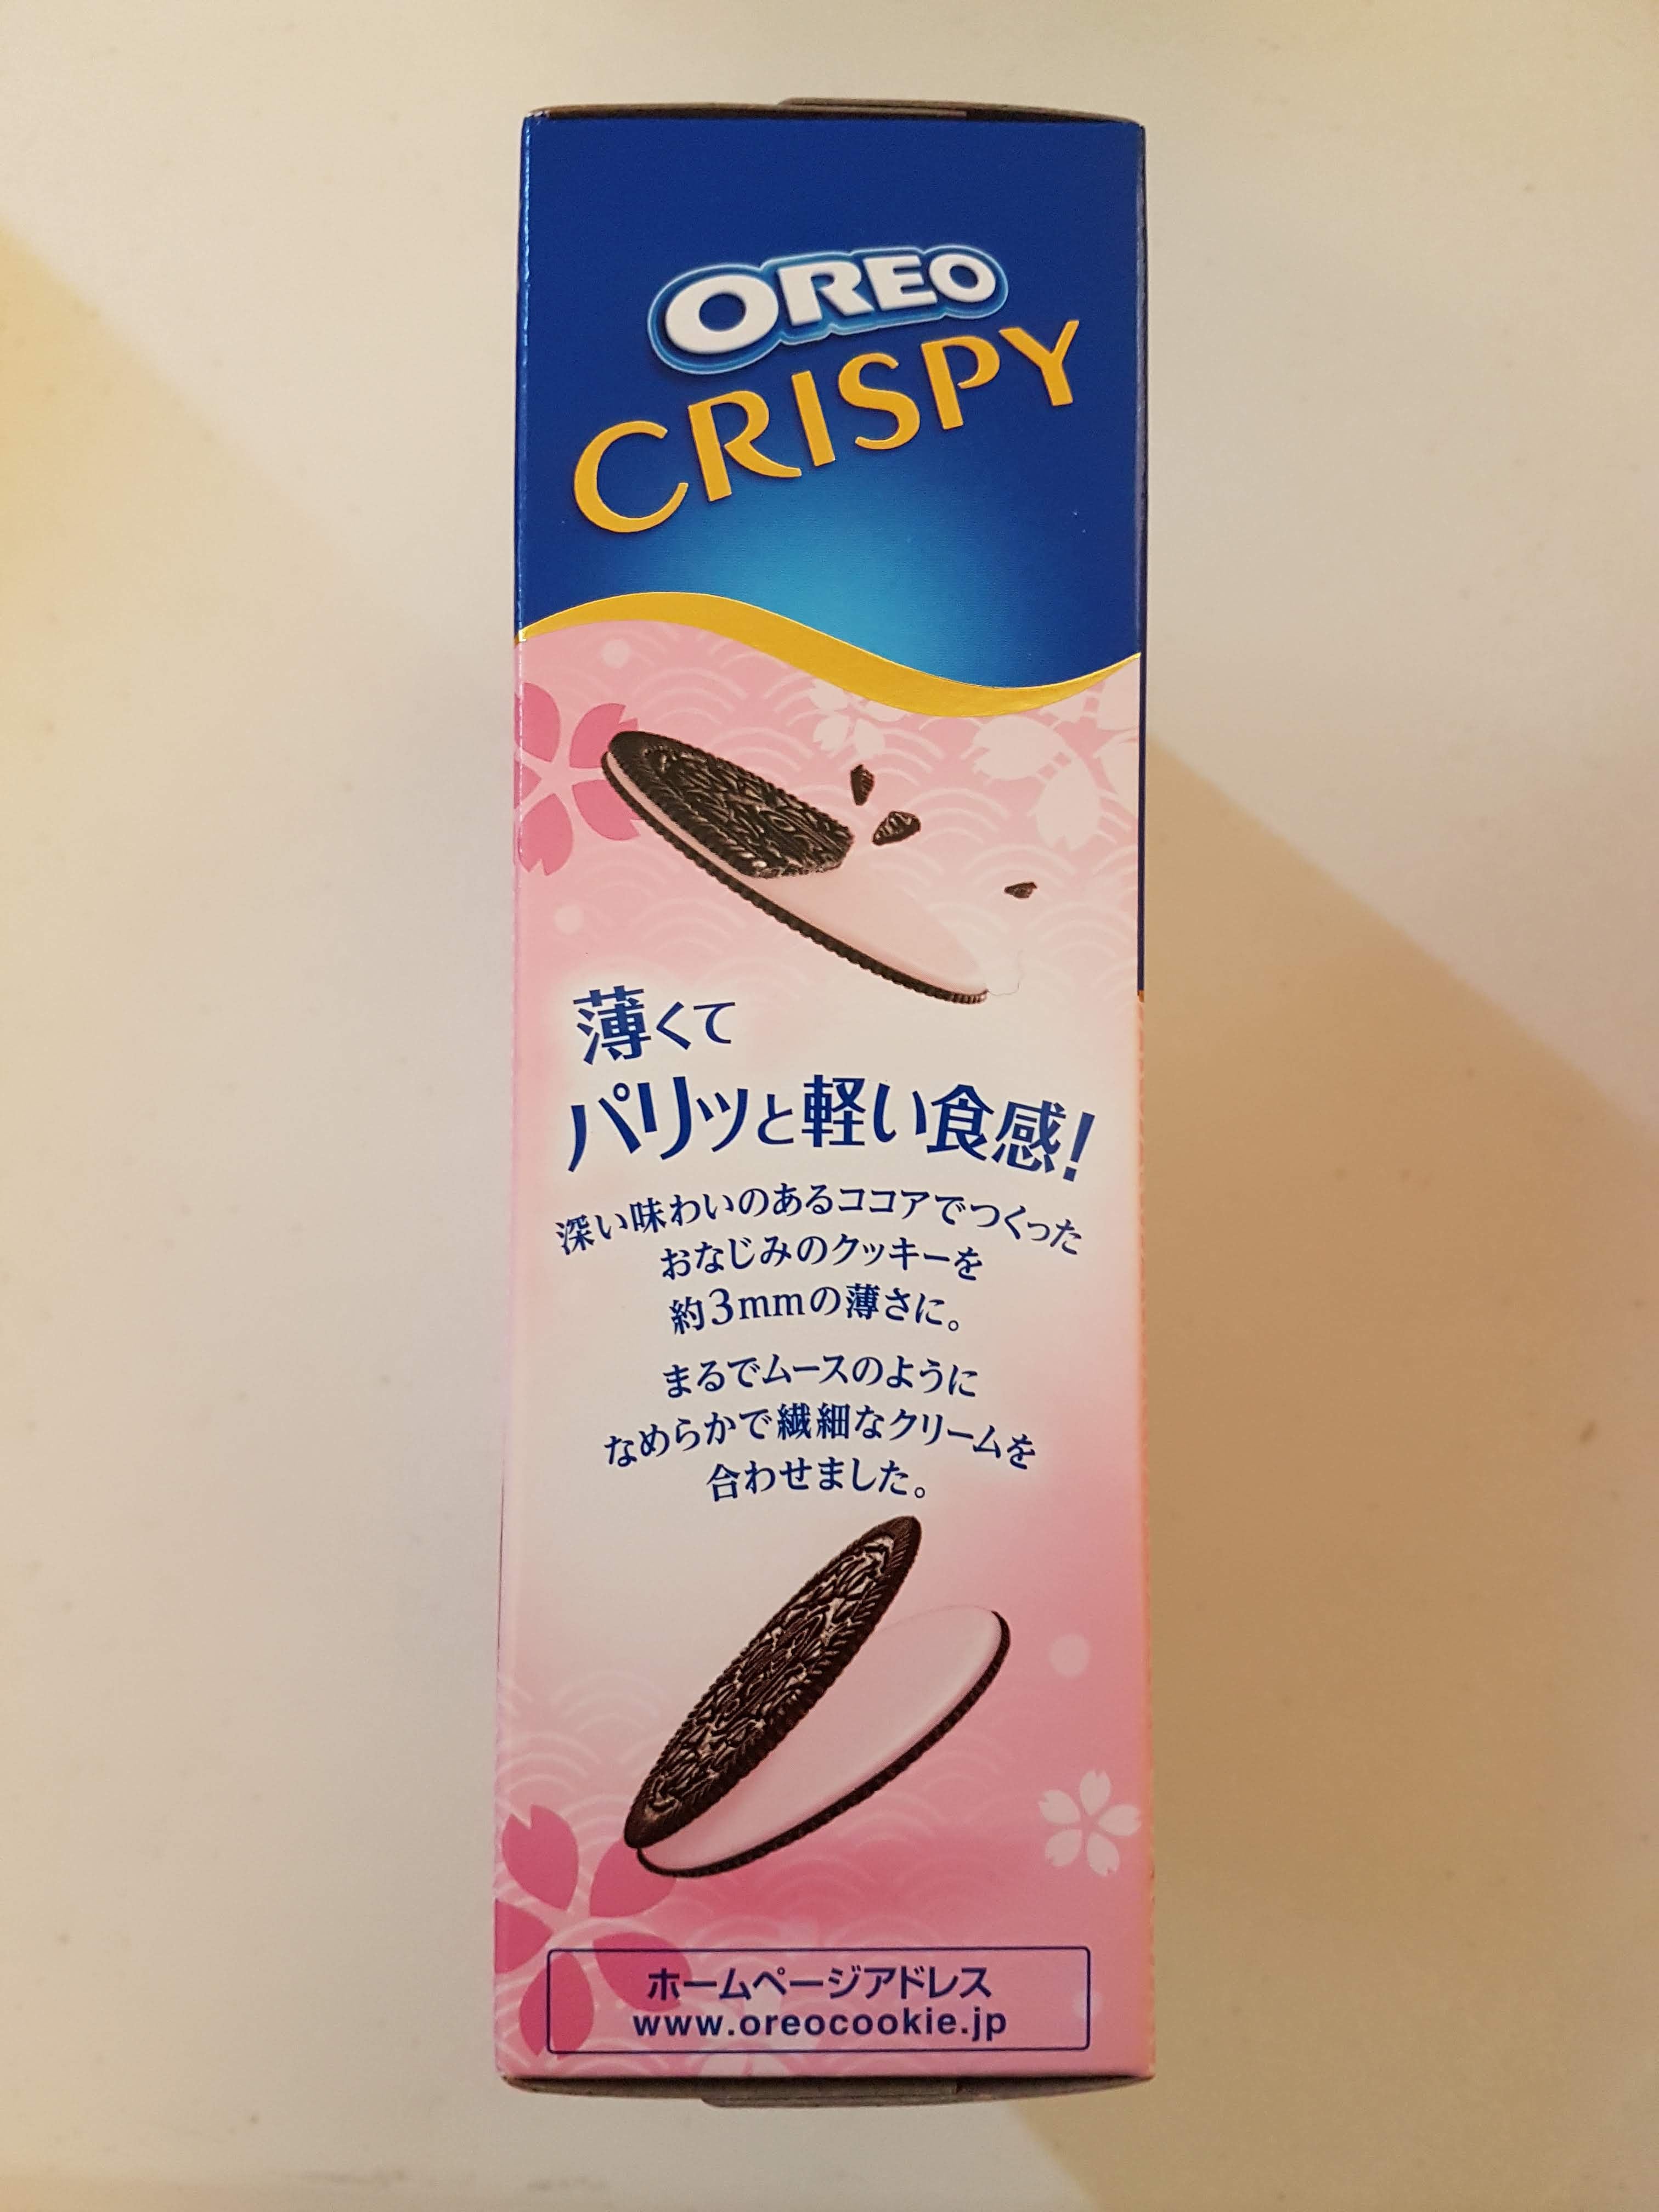 OREO
CRISPY
薄くて
パリッと軽い食感！
深い味わいのあるココアでつくった
おなじみのクッキーを
約3mmの薄さに。
まるでムースのように
なめらかで繊細なクリームを
合わせました。
ホームページアドレス
www.oreocookie.jp